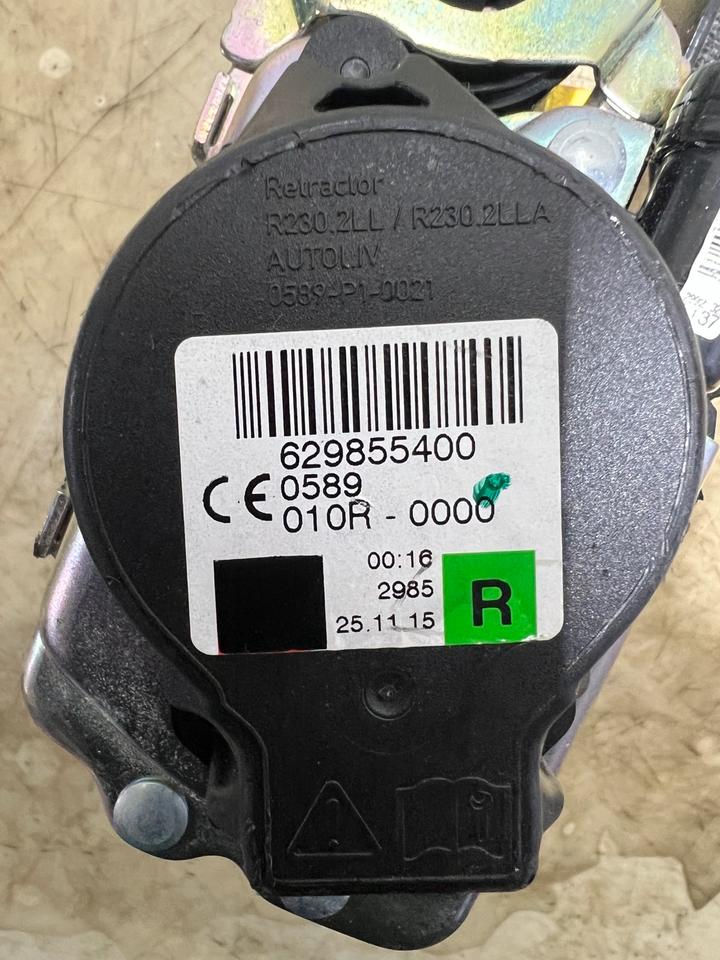 Retractor
R230.2LL / R230.2LLA
AUTOLIV
0589-P1-0021
629855400
CE 0589
010R - 0000
00:16
2985
25.11 15
R